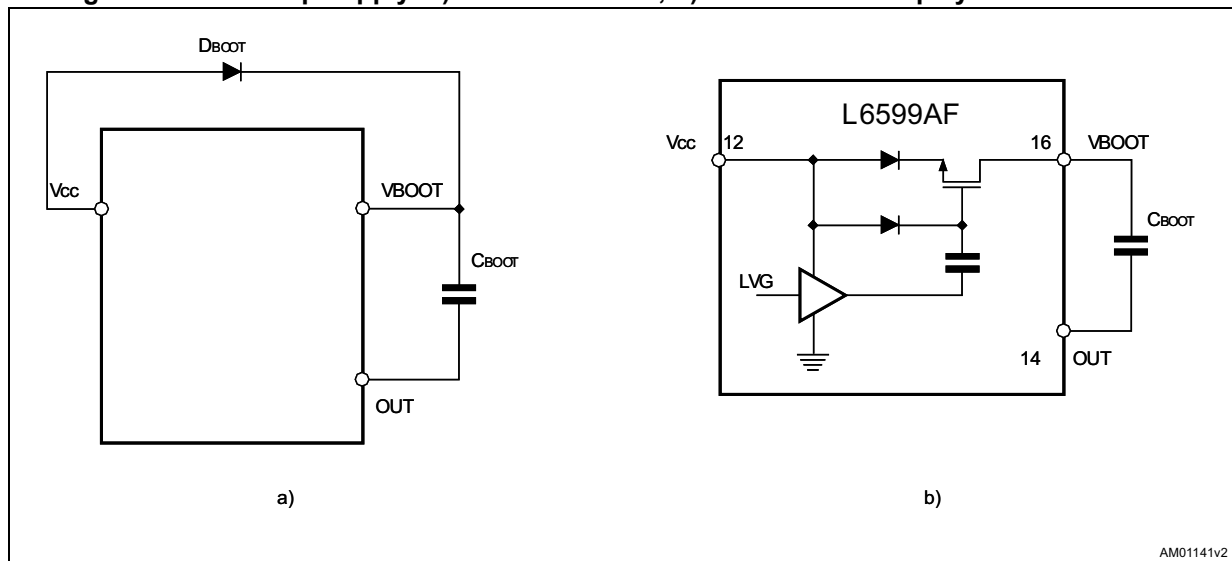 DBOOT
Vcc
VBOOT
CBOOT
OUT
a)
L6599AF
Vcc 12
16 VBOOT
CBOOT
LVG
14 OUT
b)
AM01141v2